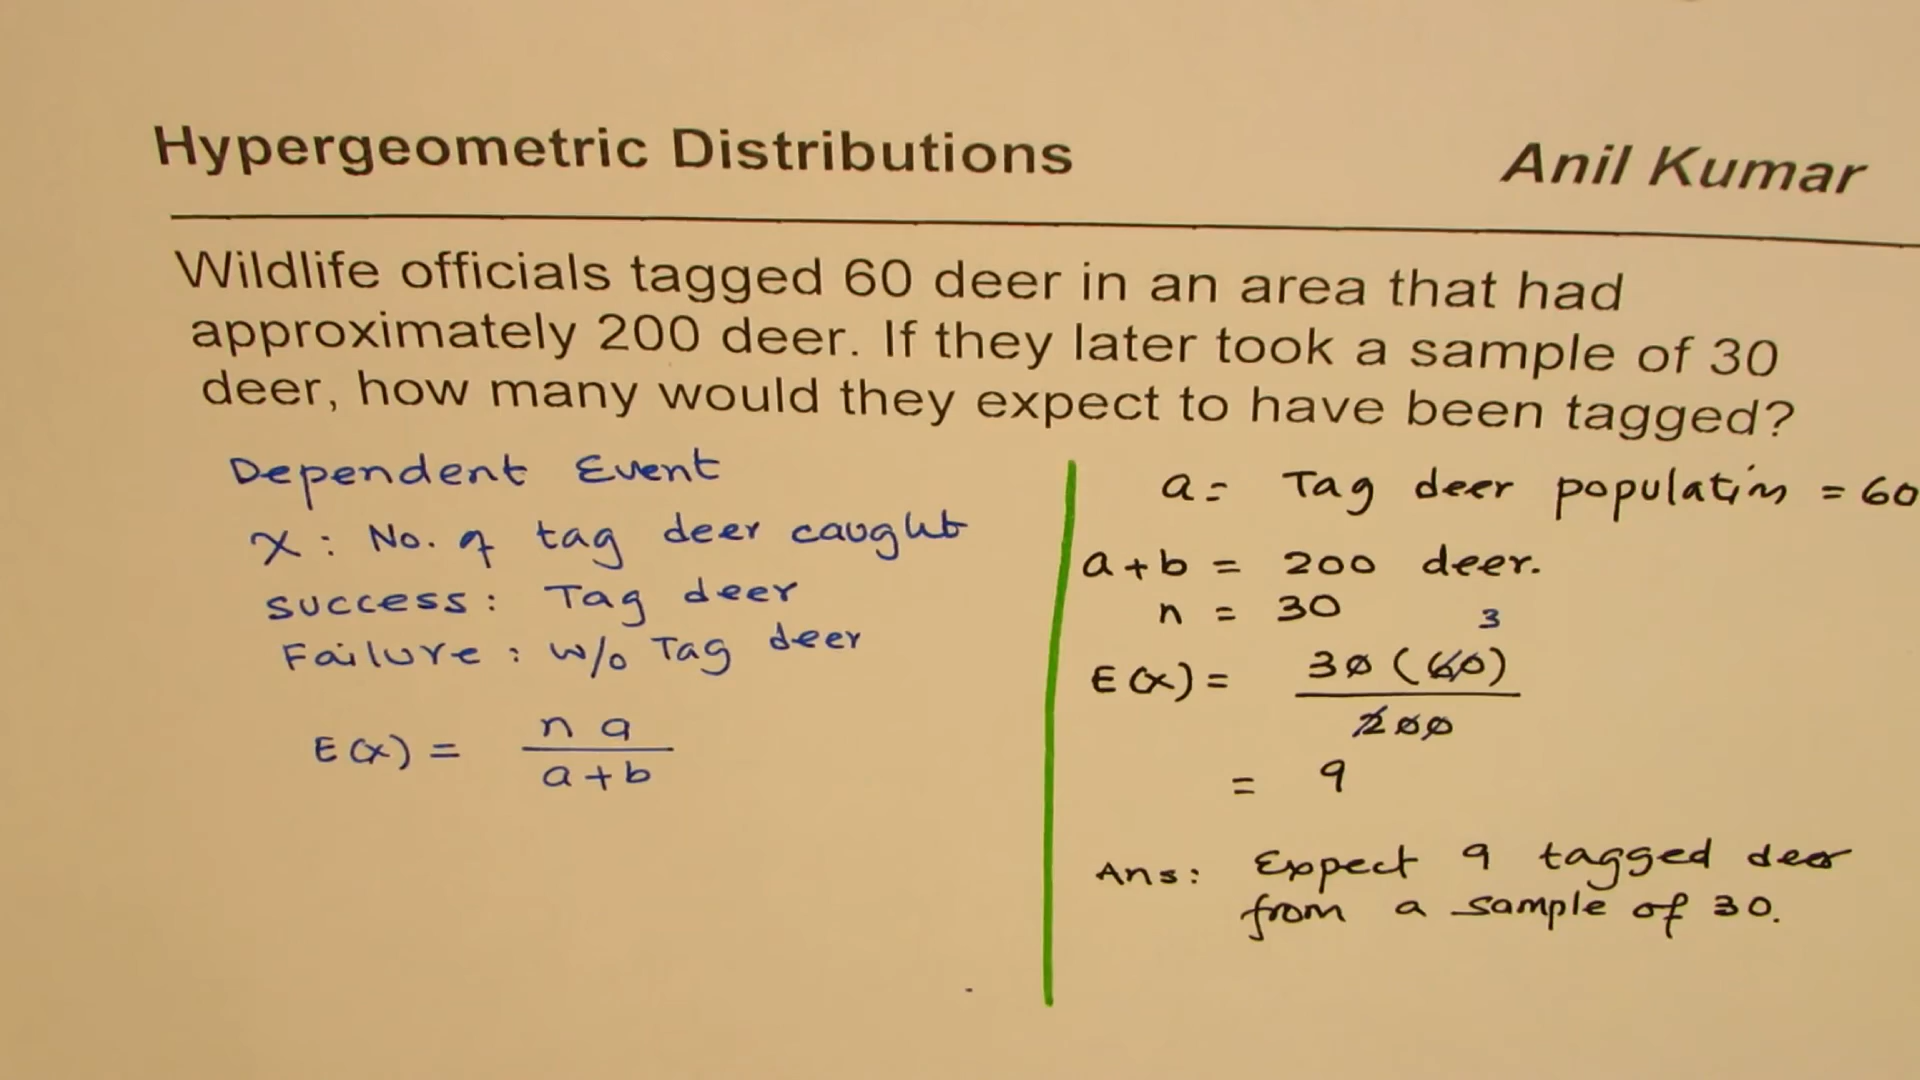 Hypergeometric Distributions
Anil Kumar
Wildlife officials tagged 60 deer in an area that had
approximately 200 deer. If they later took a sample of 30
deer, how many would they expect to have been tagged?
Dependent Event
X : No. of tag deer caught
success : Tag deer
Failure : w/o Tag deer
E(x) = n a
a + b
a = Tag deer population = 60
a + b = 200 deer.
n = 30
3
E(x) = 30 (60)
200
= 9
Ans : Expect 9 tagged deer
from a sample of 30.